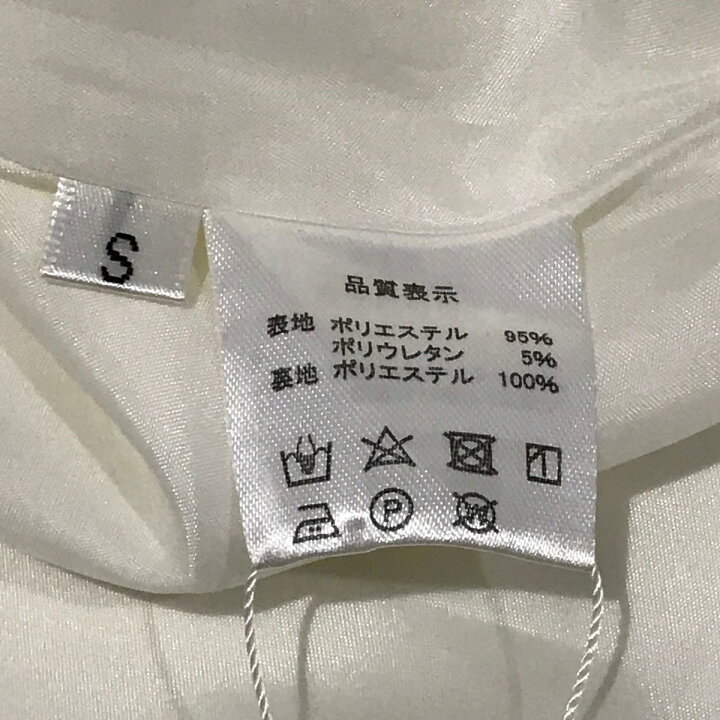 S
品質表示
表地 ポリエステル 95%
ポリウレタン 5%
裏地 ポリエステル 100%
P
W